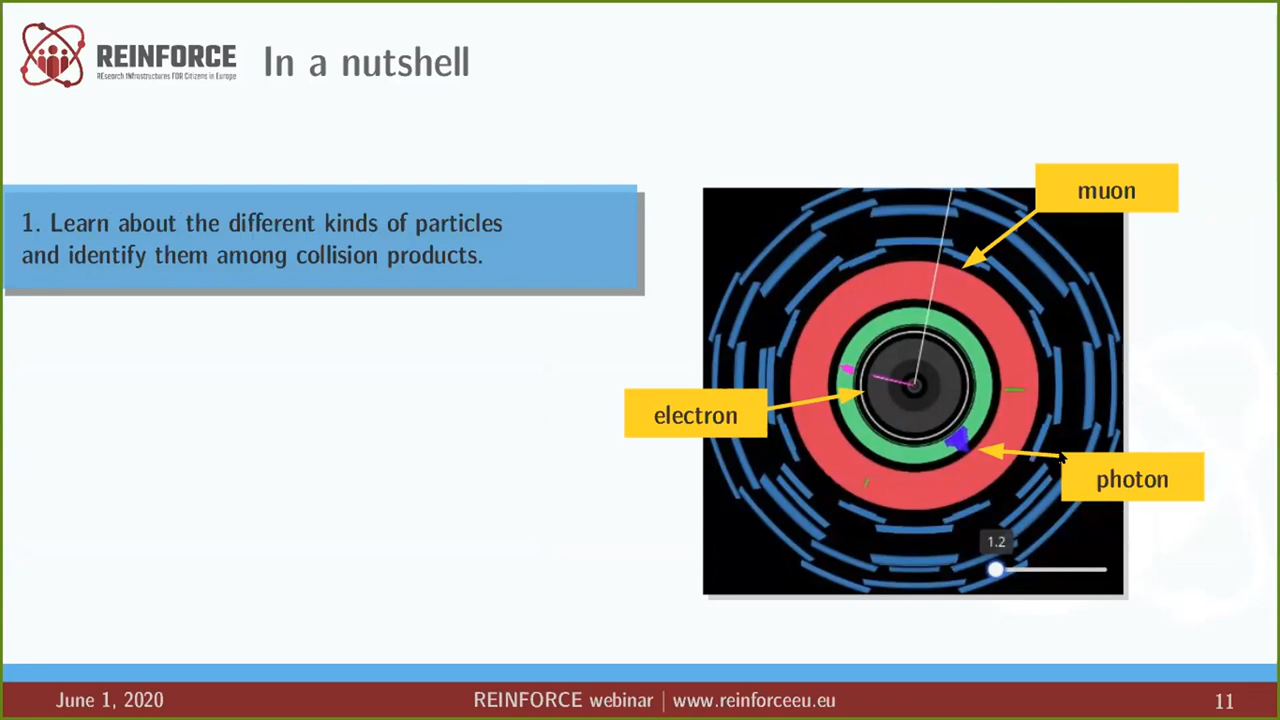 REINFORCE
REsearch INfrastructures FOR Citizens in Europe
In a nutshell
1. Learn about the different kinds of particles
and identify them among collision products.
muon
electron
photon
1.2
June 1, 2020
REINFORCE webinar | www.reinforceeu.eu
11